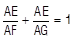 AE/AF + AE/AG = 1